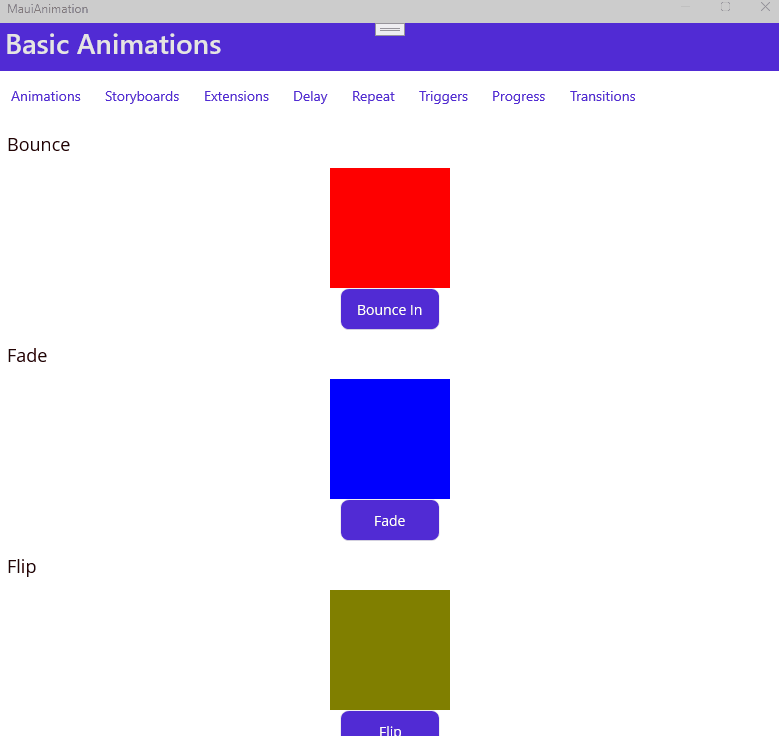 MauiAnimation
Basic Animations
Animations Storyboards Extensions Delay Repeat Triggers Progress Transitions
Bounce
Bounce In
Fade
Fade
Flip
Flip